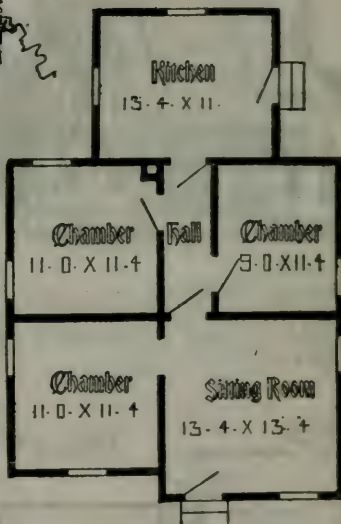 Kitchen
13-4-X 11-
Chamber
11-0-X 11-4
Hall
Chamber
9-0-X11-4
Chamber
11-0-X 11-4
Sitting Room
13-4-X 13-4